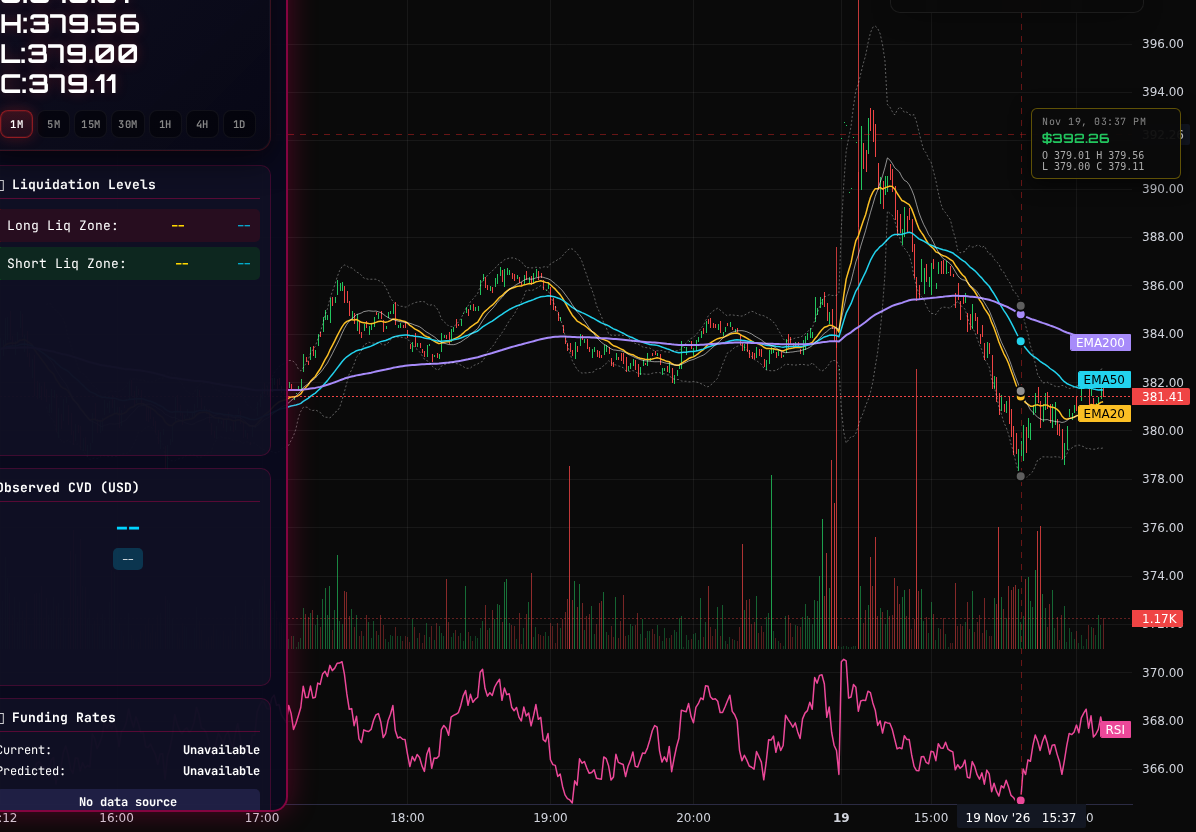 H:379.56
L:379.00
C:379.11
1M 5M 15M 30M 1H 4H 1D
Liquidation Levels
Long Liq Zone: -- --
Short Liq Zone: -- --
Observed CVD (USD)
--
--
Funding Rates
Current: Unavailable
Predicted: Unavailable
No data source
396.00
394.00
Nov 19, 03:37 PM
$392.26
O 379.01 H 379.56
L 379.00 C 379.11
390.00
388.00
386.00
384.00
EMA200
382.00
EMA50
381.41
EMA20
380.00
378.00
376.00
374.00
1.17K
370.00
368.00
RSI
366.00
:12 16:00 17:00 18:00 19:00 20:00 19 15:00 19 Nov '26 15:37 0